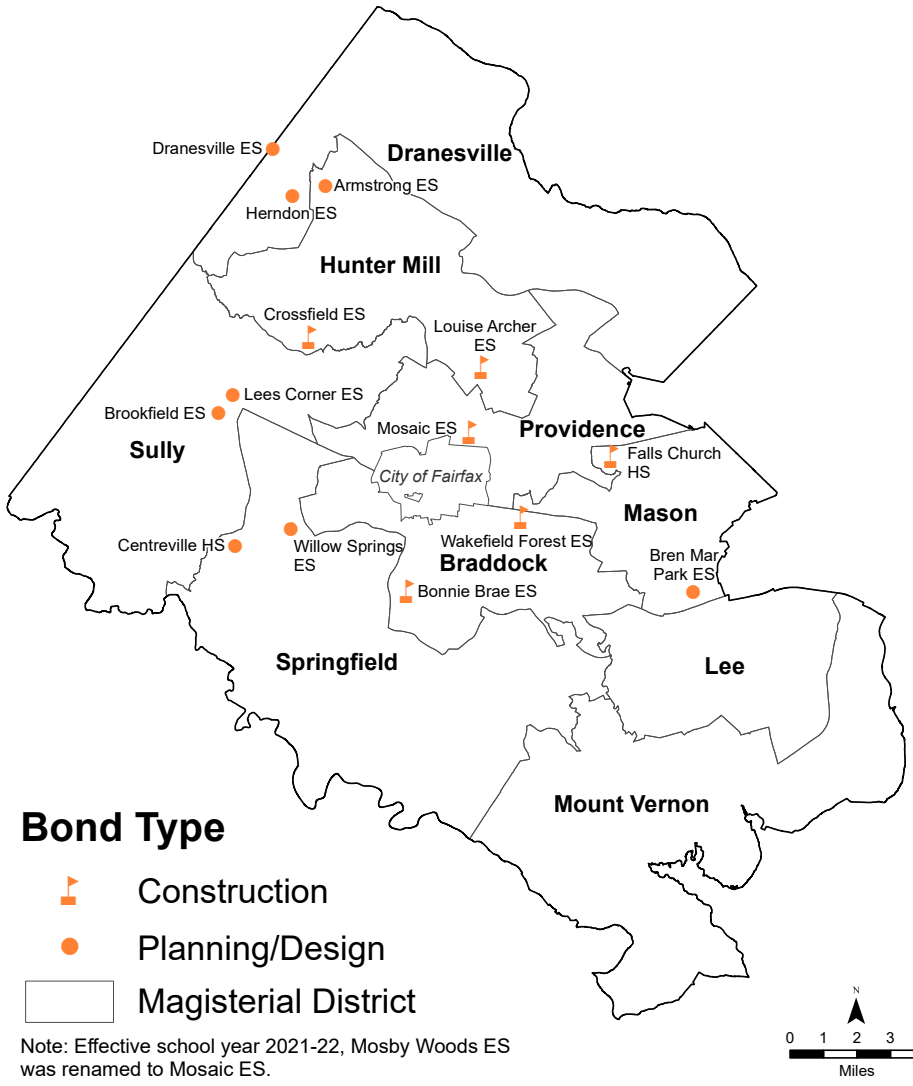 Dranesville ES
Dranesville
Armstrong ES
Herndon ES
Hunter Mill
Crossfield ES
Louise Archer
ES
Lees Corner ES
Brookfield ES
Mosaic ES
Providence
Sully
Falls Church
HS
City of Fairfax
Mason
Centreville HS
Willow Springs
ES
Wakefield Forest ES
Braddock
Bren Mar
Park ES
Bonnie Brae ES
Springfield
Lee
Mount Vernon
Bond Type
Construction
Planning/Design
Magisterial District
Note: Effective school year 2021-22, Mosby Woods ES
was renamed to Mosaic ES.
N
0 1 2 3
Miles